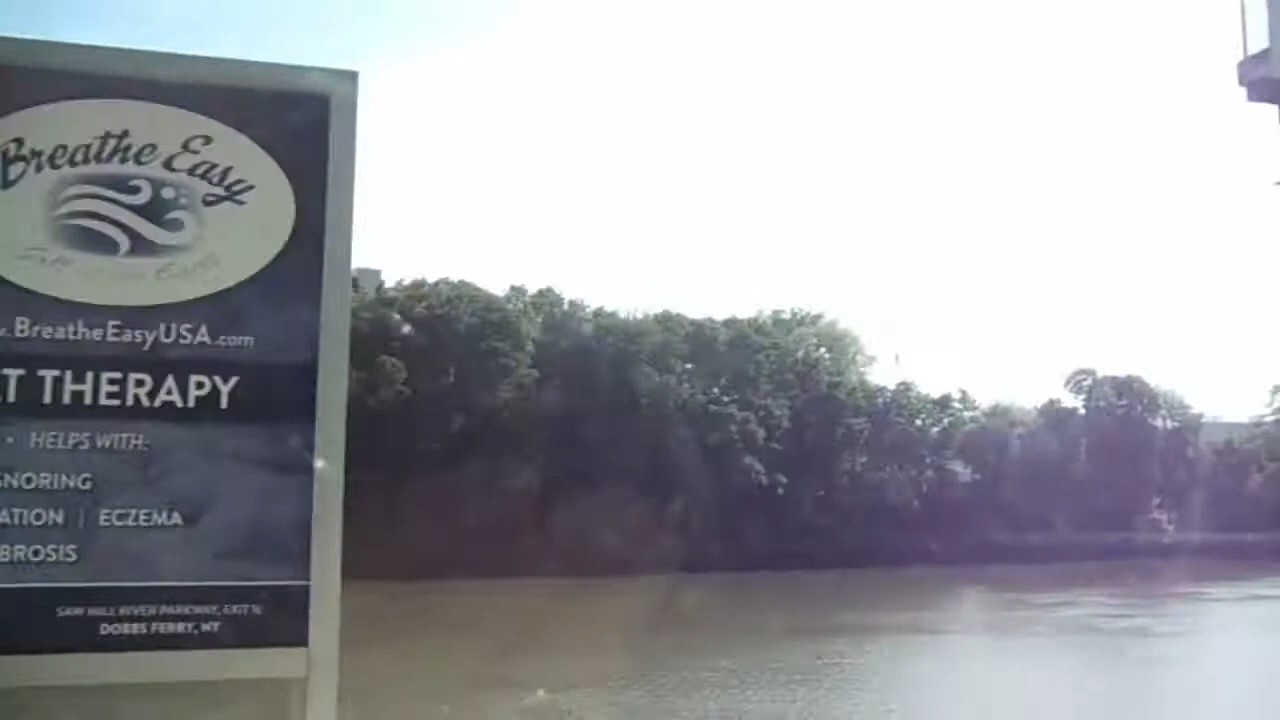 Breathe Easy
.BreatheEasyUSA.com
T THERAPY
• HELPS WITH:
SNORING
ATION | ECZEMA
BROSIS
SAW MILL RIVER PARKWAY, EXIT
DOBBS FERRY, NY